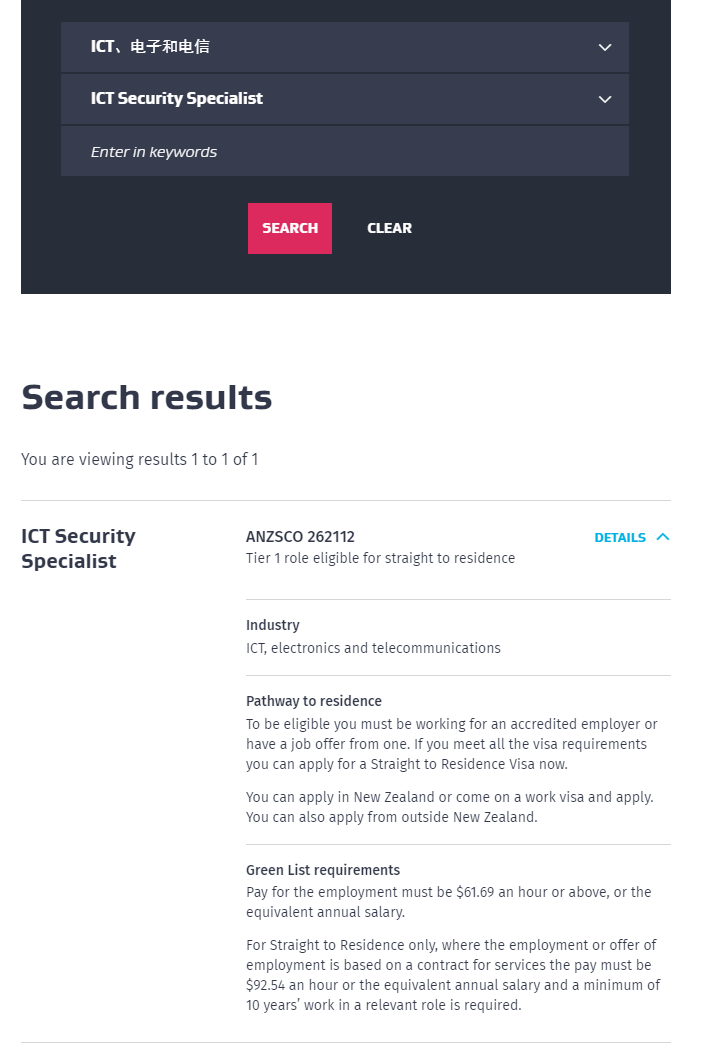 ICT、电子和电信
ICT Security Specialist
Enter in keywords
SEARCH CLEAR
Search results
You are viewing results 1 to 1 of 1
ICT Security
Specialist
ANZSCO 262112
DETAILS
Tier 1 role eligible for straight to residence
Industry
ICT, electronics and telecommunications
Pathway to residence
To be eligible you must be working for an accredited employer or
have a job offer from one. If you meet all the visa requirements
you can apply for a Straight to Residence Visa now.
You can apply in New Zealand or come on a work visa and apply.
You can also apply from outside New Zealand.
Green List requirements
Pay for the employment must be $61.69 an hour or above, or the
equivalent annual salary.
For Straight to Residence only, where the employment or offer of
employment is based on a contract for services the pay must be
$92.54 an hour or the equivalent annual salary and a minimum of
10 years’ work in a relevant role is required.